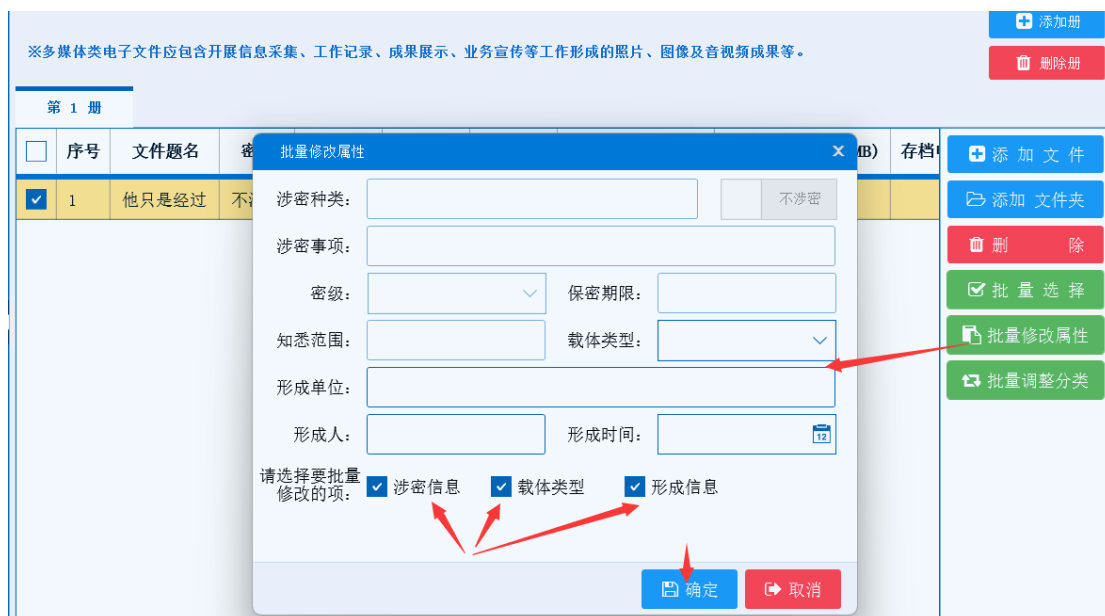 添加册
※多媒体类电子文件应包含开展信息采集、工作记录、成果展示、业务宣传等工作形成的照片、图像及音视频成果等。
删除册
第 1 册
序号 文件题名 密 MB) 存档
批量修改属性 X
添 加 文 件
1 他只是经过 不
涉密种类： 不涉密
添加 文件夹
涉密事项：
删 除
密级： 保密期限：
批 量 选 择
知悉范围： 载体类型：
批量修改属性
形成单位：
批量调整分类
形成人： 形成时间： 12
请选择要批量
修改的项： 涉密信息 载体类型 形成信息
确定 取消